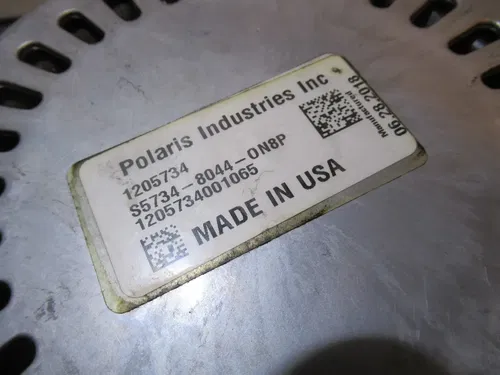 Polaris Industries Inc
1205734
S5734-8044-0N8P
1205734001065
MADE IN USA
Manufactured
06.28.2018